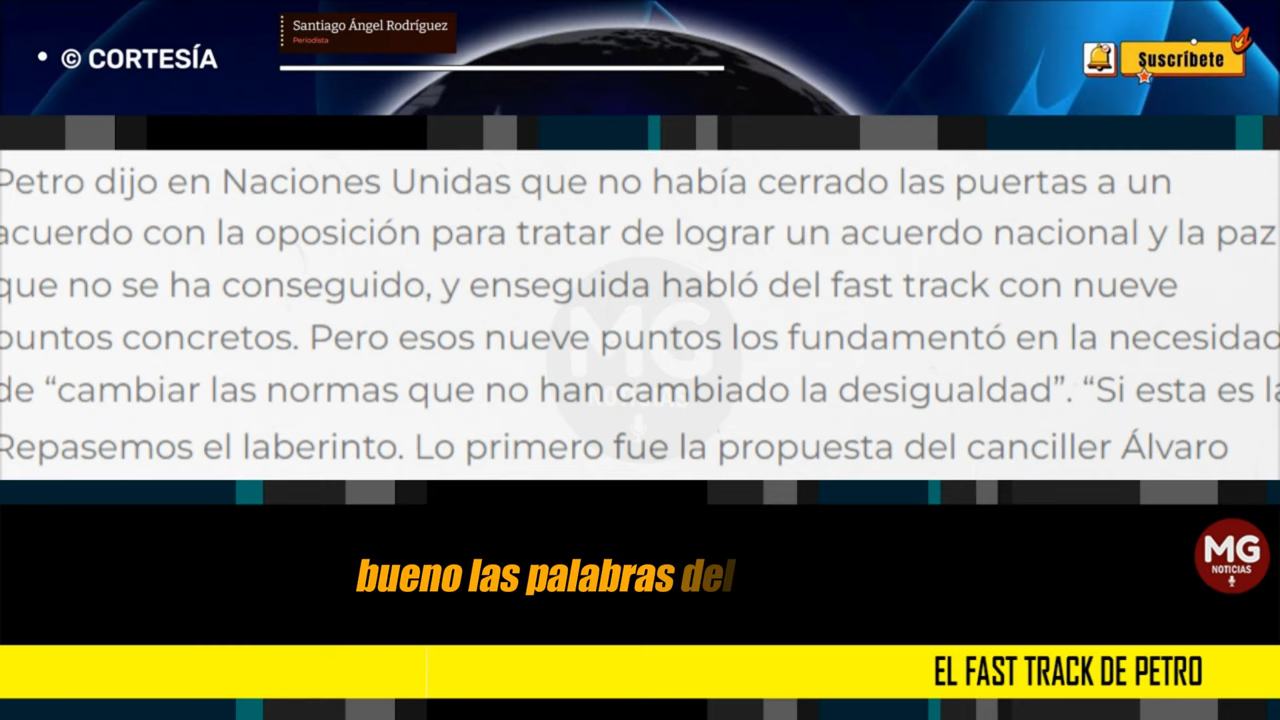 • © CORTESÍA
Santiago Ángel Rodríguez
Periodista
Suscríbete
Petro dijo en Naciones Unidas que no había cerrado las puertas a un
acuerdo con la oposición para tratar de lograr un acuerdo nacional y la paz
que no se ha conseguido, y enseguida habló del fast track con nueve
puntos concretos. Pero esos nueve puntos los fundamentó en la necesidad
de “cambiar las normas que no han cambiado la desigualdad”. “Si esta es la
Repasemos el laberinto. Lo primero fue la propuesta del canciller Álvaro
MG
NOTICIAS
bueno las palabras del
MG
NOTICIAS
EL FAST TRACK DE PETRO